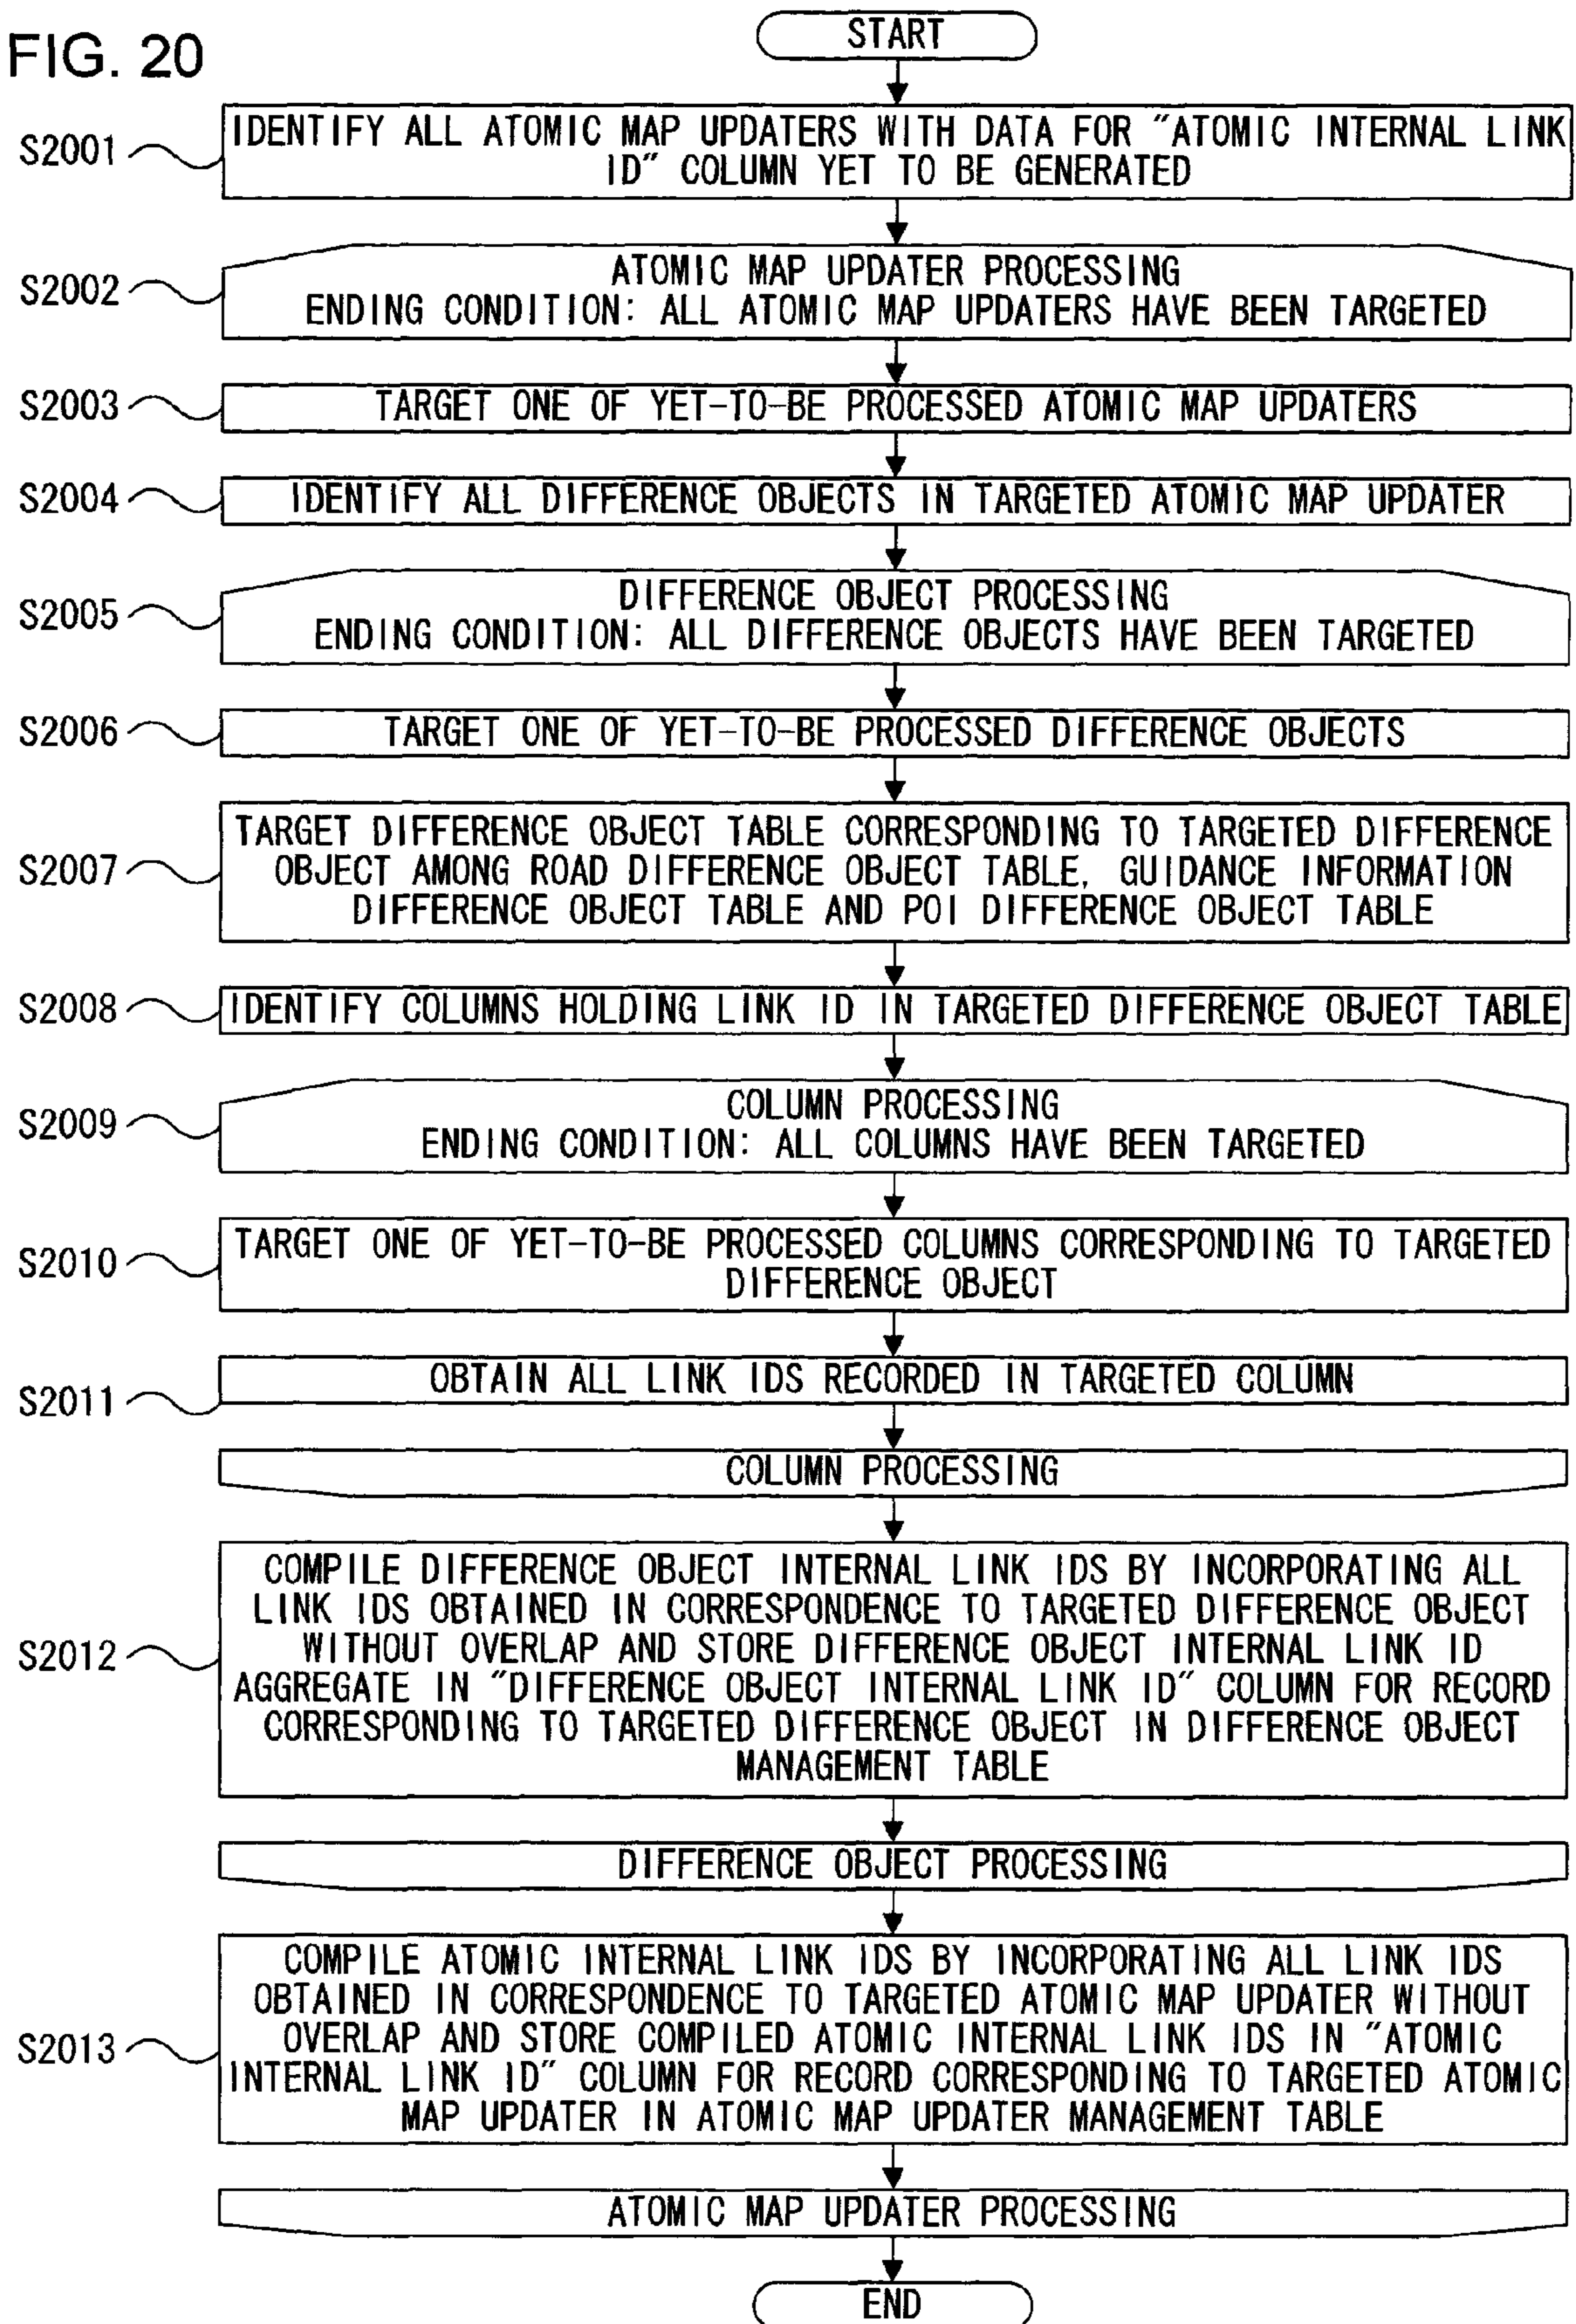 FIG. 20
START
S2001
IDENTIFY ALL ATOMIC MAP UPDATERS WITH DATA FOR "ATOMIC INTERNAL LINK
ID" COLUMN YET TO BE GENERATED
S2002
ATOMIC MAP UPDATER PROCESSING
ENDING CONDITION: ALL ATOMIC MAP UPDATERS HAVE BEEN TARGETED
S2003
TARGET ONE OF YET-TO-BE PROCESSED ATOMIC MAP UPDATERS
S2004
IDENTIFY ALL DIFFERENCE OBJECTS IN TARGETED ATOMIC MAP UPDATER
S2005
DIFFERENCE OBJECT PROCESSING
ENDING CONDITION: ALL DIFFERENCE OBJECTS HAVE BEEN TARGETED
S2006
TARGET ONE OF YET-TO-BE PROCESSED DIFFERENCE OBJECTS
S2007
TARGET DIFFERENCE OBJECT TABLE CORRESPONDING TO TARGETED DIFFERENCE
OBJECT AMONG ROAD DIFFERENCE OBJECT TABLE, GUIDANCE INFORMATION
DIFFERENCE OBJECT TABLE AND POI DIFFERENCE OBJECT TABLE
S2008
IDENTIFY COLUMNS HOLDING LINK ID IN TARGETED DIFFERENCE OBJECT TABLE
S2009
COLUMN PROCESSING
ENDING CONDITION: ALL COLUMNS HAVE BEEN TARGETED
S2010
TARGET ONE OF YET-TO-BE PROCESSED COLUMNS CORRESPONDING TO TARGETED
DIFFERENCE OBJECT
S2011
OBTAIN ALL LINK IDS RECORDED IN TARGETED COLUMN
COLUMN PROCESSING
S2012
COMPILE DIFFERENCE OBJECT INTERNAL LINK IDS BY INCORPORATING ALL
LINK IDS OBTAINED IN CORRESPONDENCE TO TARGETED DIFFERENCE OBJECT
WITHOUT OVERLAP AND STORE DIFFERENCE OBJECT INTERNAL LINK ID
AGGREGATE IN "DIFFERENCE OBJECT INTERNAL LINK ID" COLUMN FOR RECORD
CORRESPONDING TO TARGETED DIFFERENCE OBJECT IN DIFFERENCE OBJECT
MANAGEMENT TABLE
DIFFERENCE OBJECT PROCESSING
S2013
COMPILE ATOMIC INTERNAL LINK IDS BY INCORPORATING ALL LINK IDS
OBTAINED IN CORRESPONDENCE TO TARGETED ATOMIC MAP UPDATER WITHOUT
OVERLAP AND STORE COMPILED ATOMIC INTERNAL LINK IDS IN "ATOMIC
INTERNAL LINK ID" COLUMN FOR RECORD CORRESPONDING TO TARGETED ATOMIC
MAP UPDATER IN ATOMIC MAP UPDATER MANAGEMENT TABLE
ATOMIC MAP UPDATER PROCESSING
END